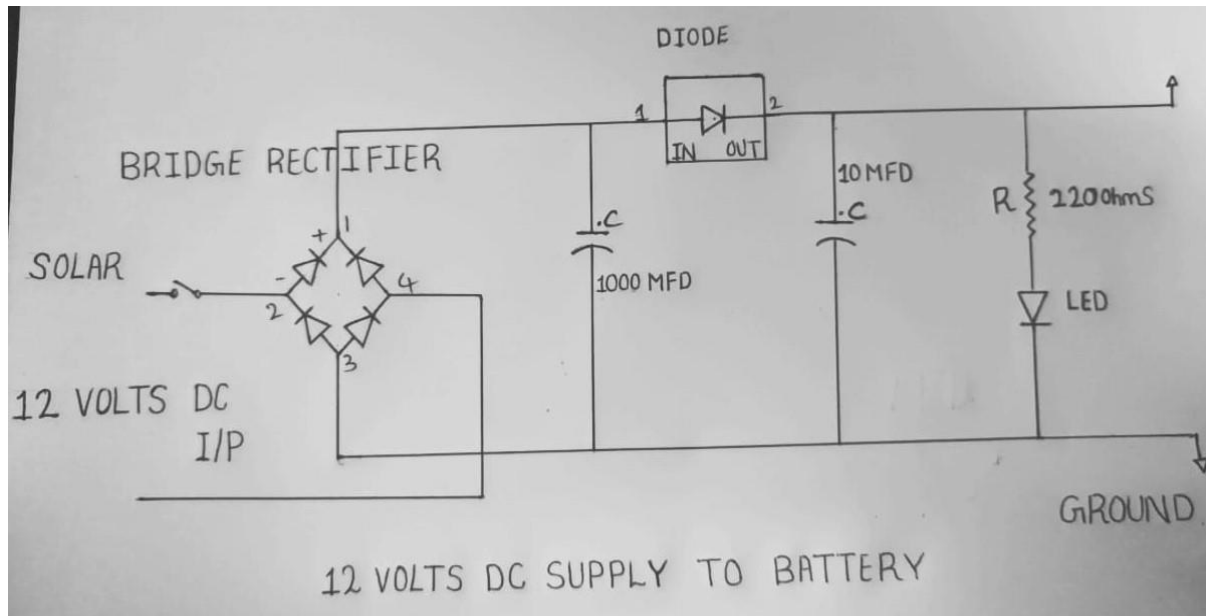 DIODE
1
2
IN OUT
BRIDGE RECTIFIER
10 MFD
.C
R 220 OhmS
.C
1000 MFD
+ 1
SOLAR
-
4
2
3
LED
12 VOLTS DC
I/P
GROUND
12 VOLTS DC SUPPLY TO BATTERY